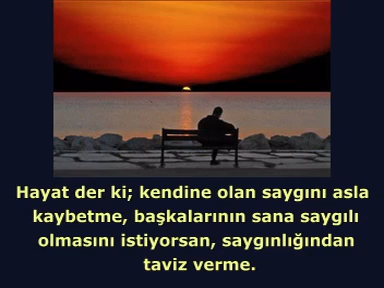 Hayat der ki; kendine olan saygını asla
kaybetme, başkalarının sana saygılı
olmasını istiyorsan, saygınlığından
taviz verme.